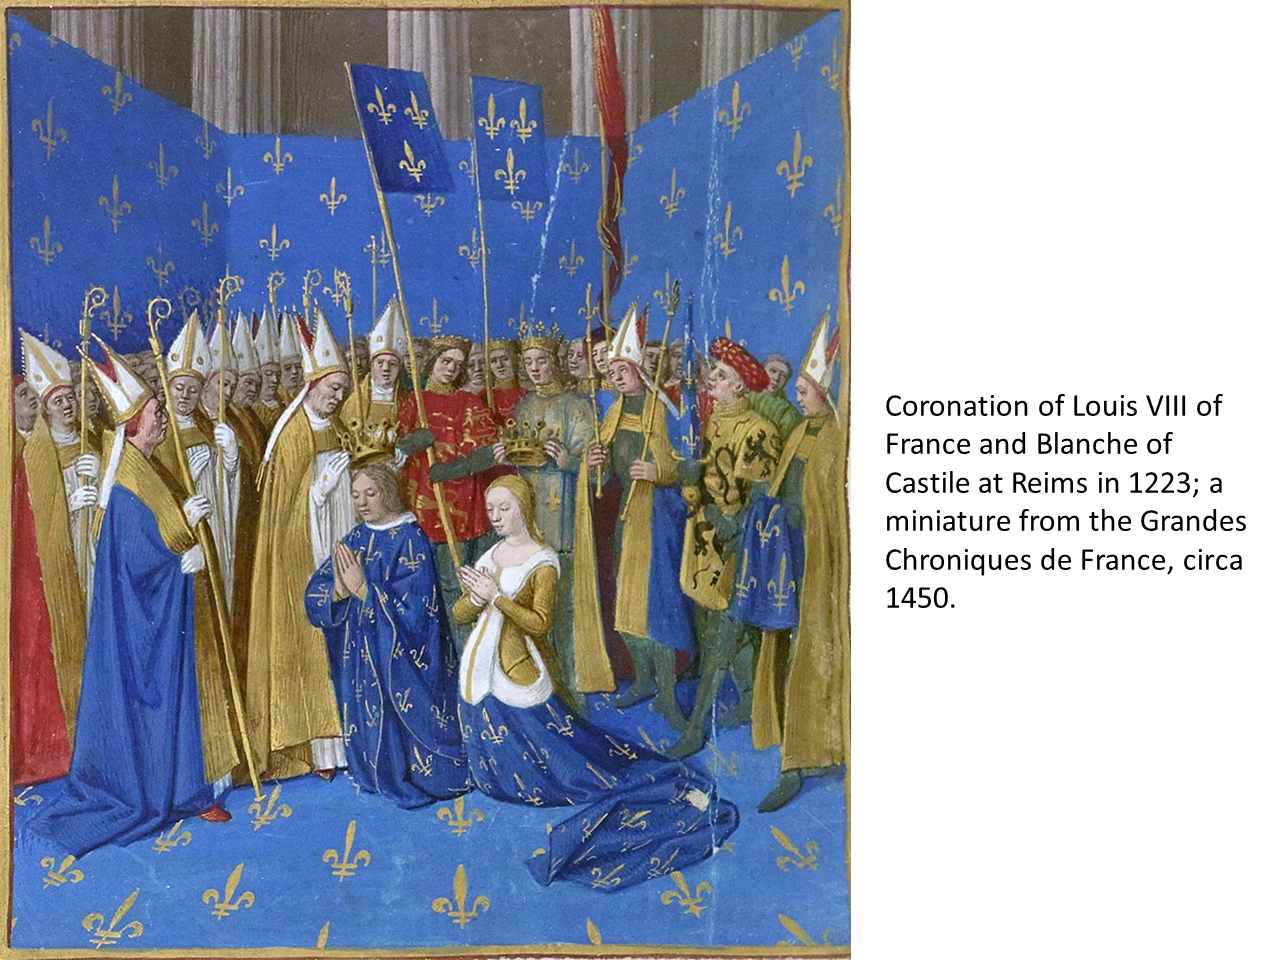 Coronation of Louis VIII of
France and Blanche of
Castile at Reims in 1223; a
miniature from the Grandes
Chroniques de France, circa
1450.